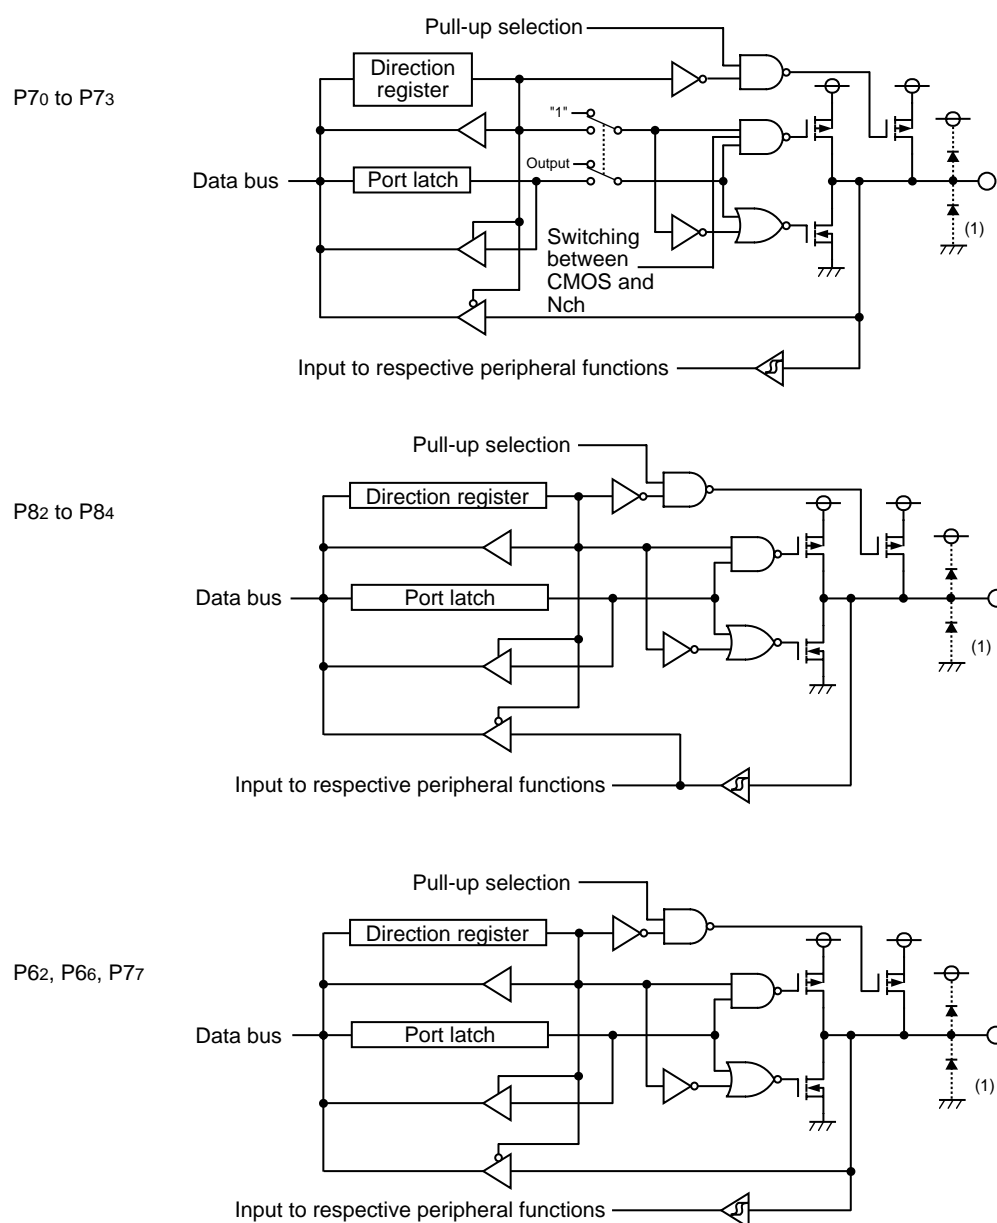 Pull-up selection
P70 to P73
Direction
register
"1"
Output
Data bus
Port latch
Switching
between
CMOS and
Nch
(1)
Input to respective peripheral functions
Pull-up selection
P82 to P84
Direction register
Data bus
Port latch
(1)
Input to respective peripheral functions
Pull-up selection
P62, P66, P77
Direction register
Data bus
Port latch
(1)
Input to respective peripheral functions